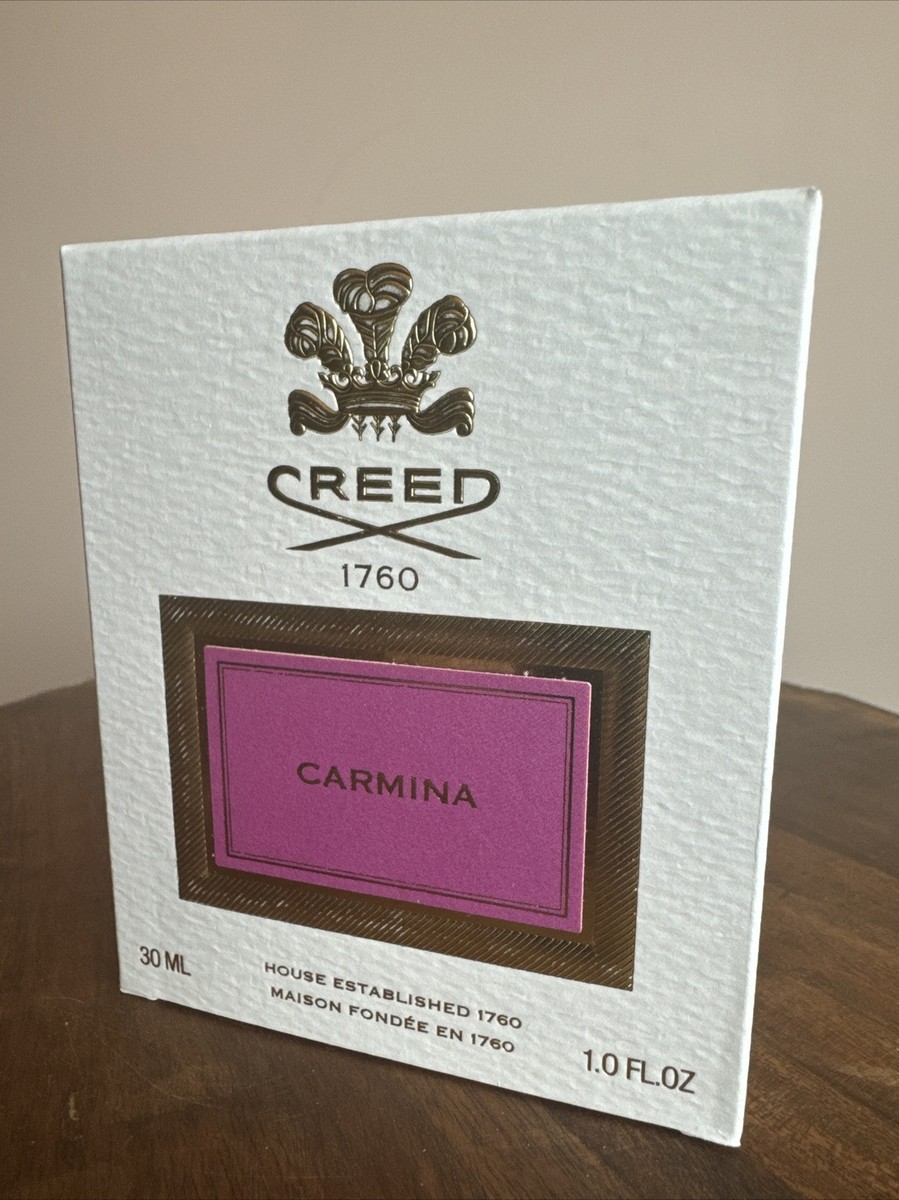 CREED
1760
CARMINA
30 ML
HOUSE ESTABLISHED 1760
MAISON FONDÉE EN 1760
1.0 FL.OZ